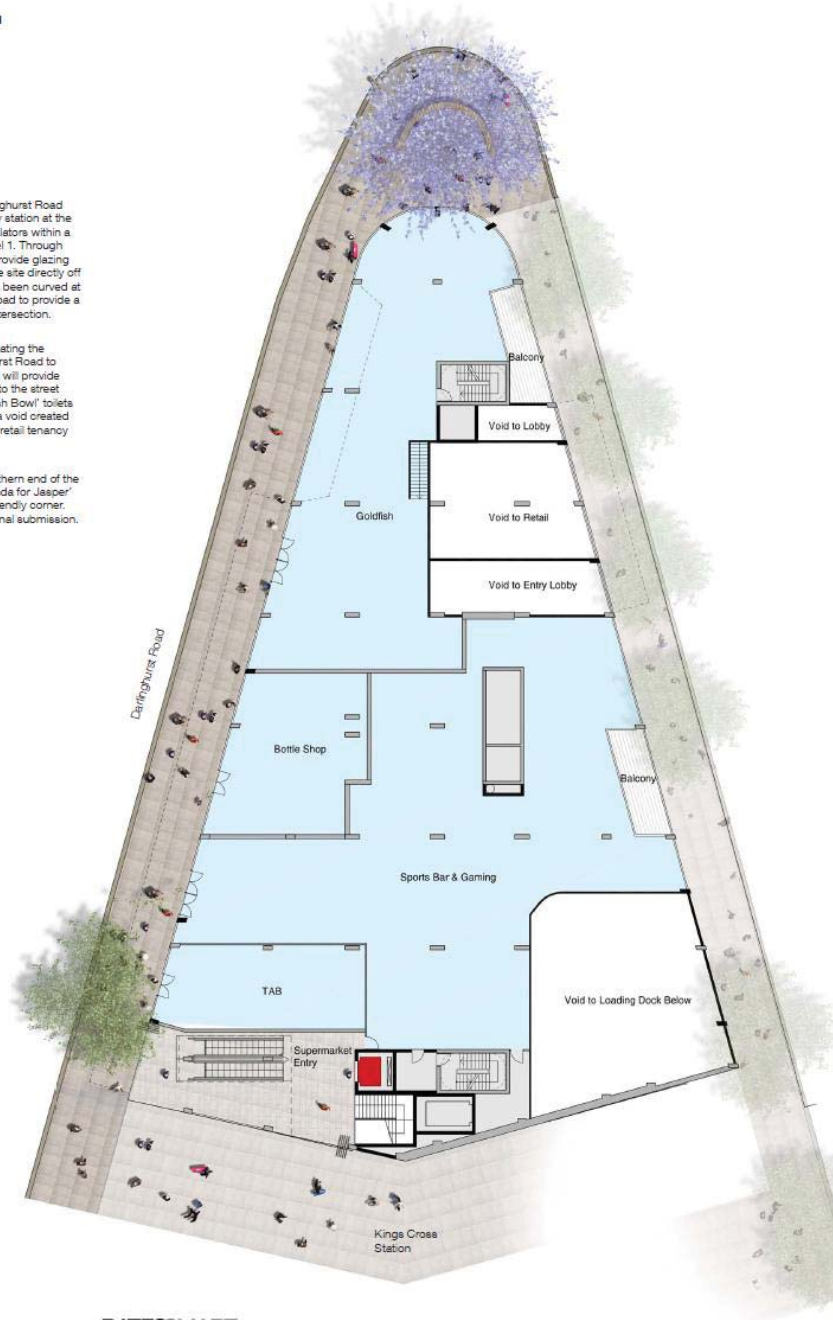 ghurst Road
station at the
lators within a
el 1. Through
rovide glazing
e site directly off
been curved at
oad to provide a
tersection.
ating the
rst Road to
will provide
to the street
sh Bowl' toilets
a void created
retail tenancy
thern end of the
da for Jasper'
endly corner.
nal submission.
Balcony
Void to Lobby
Goldfish
Void to Retail
Void to Entry Lobby
Darlinghurst Road
Bottle Shop
Balcony
Sports Bar & Gaming
TAB
Void to Loading Dock Below
Supermarket
Entry
Kings Cross
Station